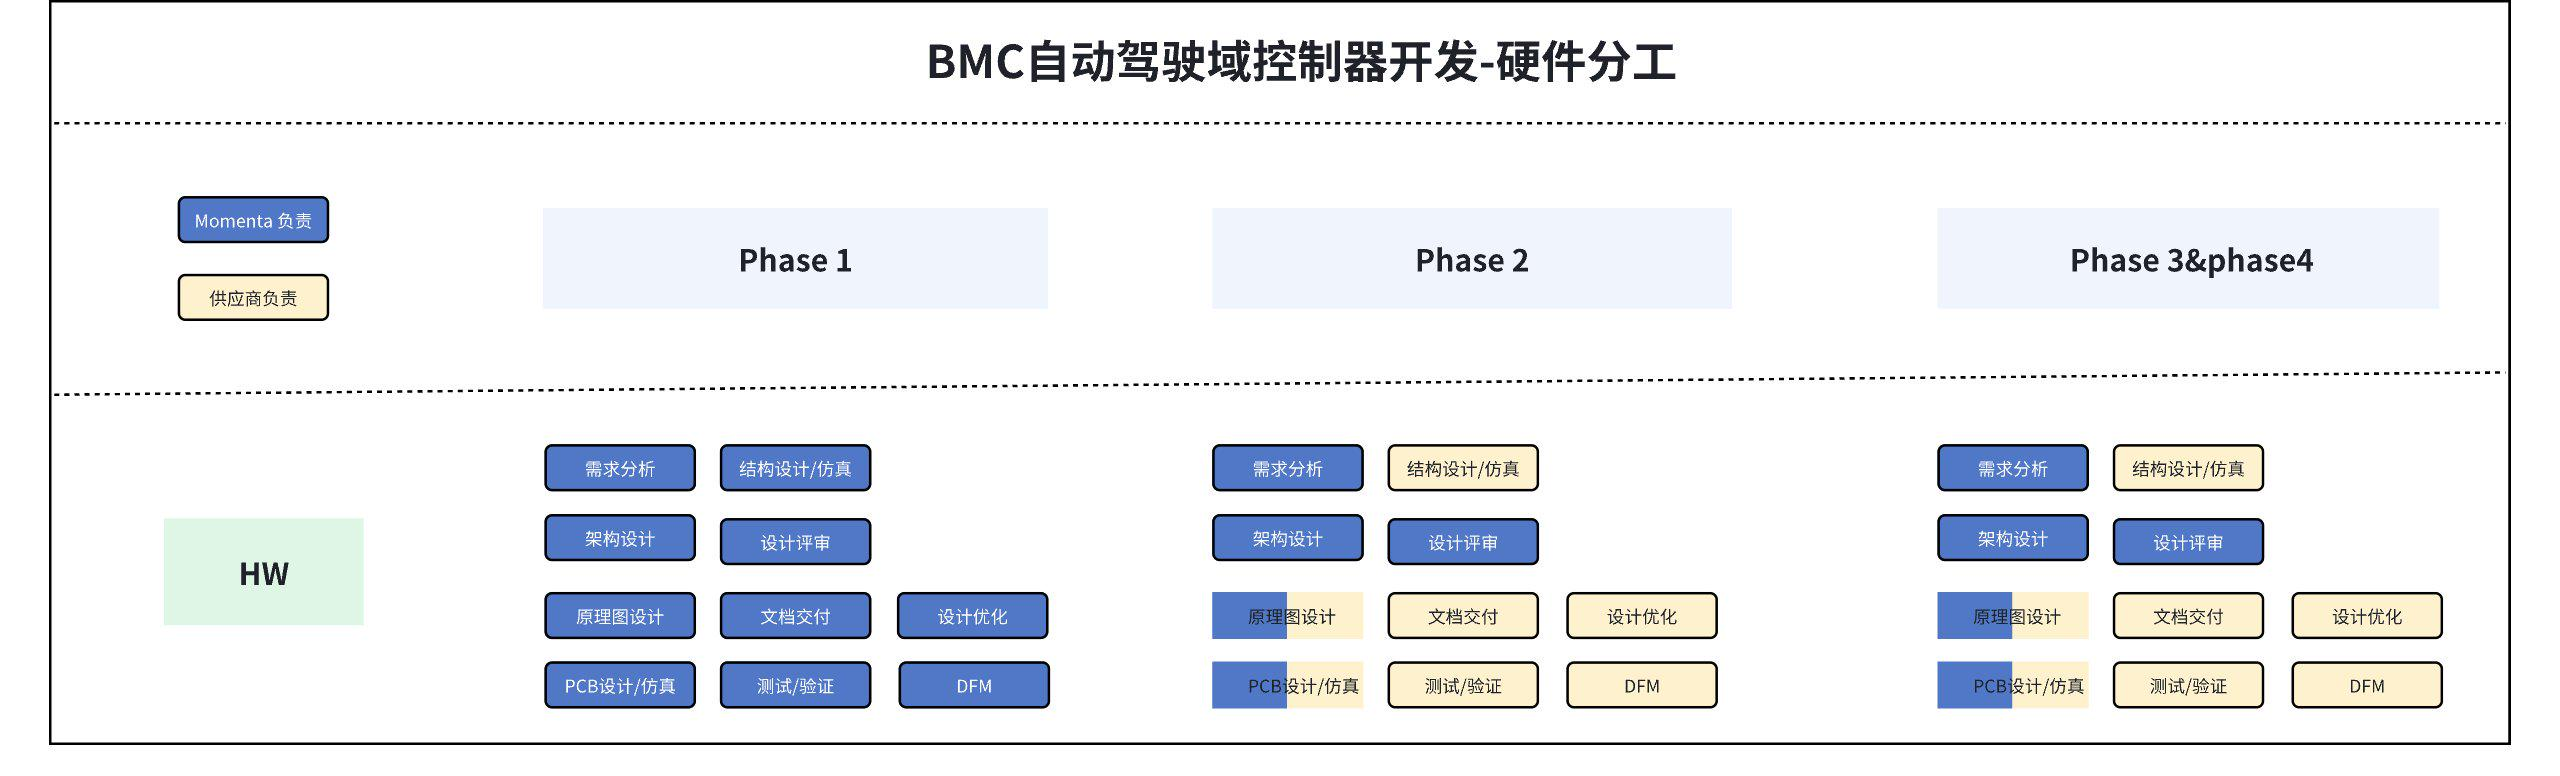 BMC自动驾驶域控制器开发-硬件分工
Momenta 负责
供应商负责
Phase 1
Phase 2
Phase 3&phase4
HW
需求分析
结构设计/仿真
架构设计
设计评审
原理图设计
文档交付
设计优化
PCB设计/仿真
测试/验证
DFM
需求分析
结构设计/仿真
架构设计
设计评审
原理图设计
文档交付
设计优化
PCB设计/仿真
测试/验证
DFM
需求分析
结构设计/仿真
架构设计
设计评审
原理图设计
文档交付
设计优化
PCB设计/仿真
测试/验证
DFM